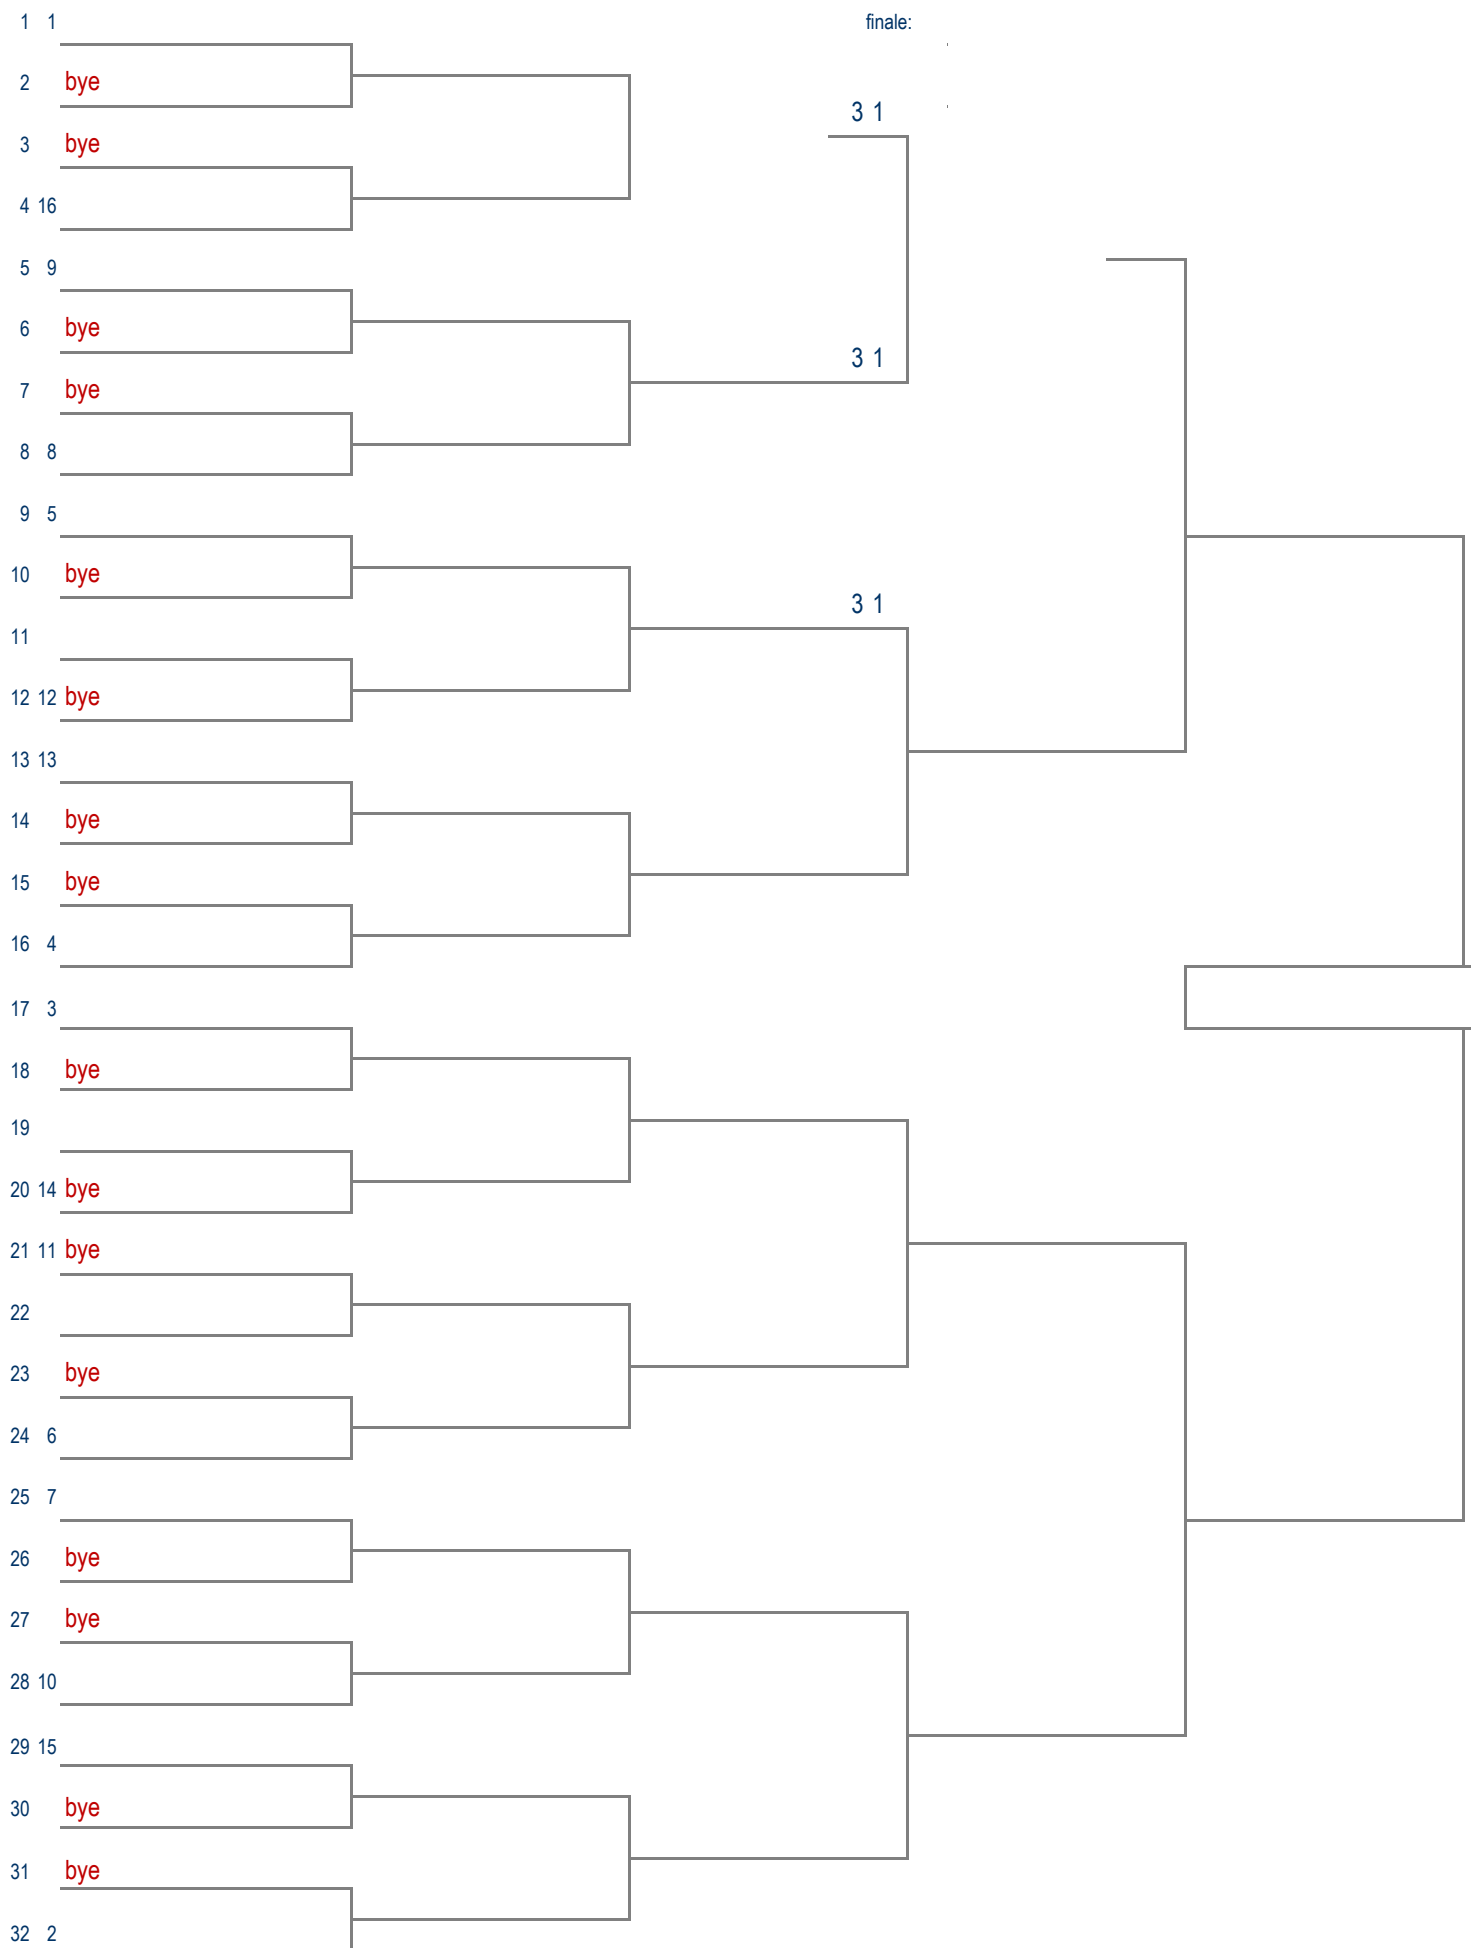 1 1 finale:
2 bye
3 1
3 bye
4 16
5 9
6 bye
3 1
7 bye
8 8
9 5
10 bye
3 1
11
12 12 bye
13 13
14 bye
15 bye
16 4
17 3
18 bye
19
20 14 bye
21 11 bye
22
23 bye
24 6
25 7
26 bye
27 bye
28 10
29 15
30 bye
31 bye
32 2